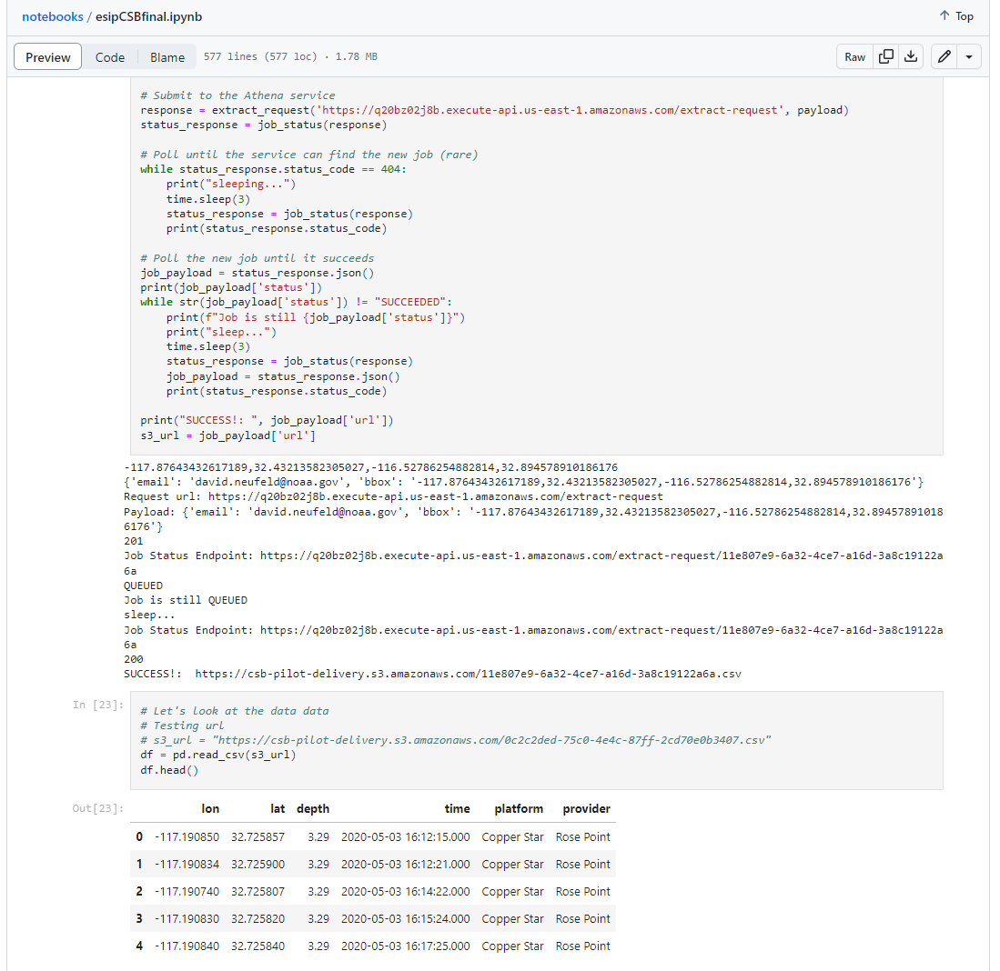 notebooks / esipCSBfinal.ipynb
Top
Preview
Code
Blame
577 lines (577 loc) · 1.78 MB
Raw
# Submit to the Athena service
response = extract_request('https://q20bz02j8b.execute-api.us-east-1.amazonaws.com/extract-request', payload)
status_response = job_status(response)
# Poll until the service can find the new job (rare)
while status_response.status_code == 404:
    print("sleeping...")
    time.sleep(3)
    status_response = job_status(response)
    print(status_response.status_code)
# Poll the new job until it succeeds
job_payload = status_response.json()
print(job_payload['status'])
while str(job_payload['status']) != "SUCCEEDED":
    print(f"Job is still {job_payload['status']}")
    print("sleep...")
    time.sleep(3)
    status_response = job_status(response)
    job_payload = status_response.json()
    print(status_response.status_code)
print("SUCCESS!: ", job_payload['url'])
s3_url = job_payload['url']
-117.87643432617189,32.43213582305027,-116.52786254882814,32.894578910186176
{'email': 'david.neufeld@noaa.gov', 'bbox': '-117.87643432617189,32.43213582305027,-116.52786254882814,32.894578910186176'}
Request url: https://q20bz02j8b.execute-api.us-east-1.amazonaws.com/extract-request
Payload: {'email': 'david.neufeld@noaa.gov', 'bbox': '-117.87643432617189,32.43213582305027,-116.52786254882814,32.89457891018
6176'}
201
Job Status Endpoint: https://q20bz02j8b.execute-api.us-east-1.amazonaws.com/extract-request/11e807e9-6a32-4ce7-a16d-3a8c19122a
6a
QUEUED
Job is still QUEUED
sleep...
Job Status Endpoint: https://q20bz02j8b.execute-api.us-east-1.amazonaws.com/extract-request/11e807e9-6a32-4ce7-a16d-3a8c19122a
6a
200
SUCCESS!:  https://csb-pilot-delivery.s3.amazonaws.com/11e807e9-6a32-4ce7-a16d-3a8c19122a6a.csv
In [23]:
# Let's look at the data data
# Testing url
# s3_url = "https://csb-pilot-delivery.s3.amazonaws.com/0c2c2ded-75c0-4e4c-87ff-2cd70e0b3407.csv"
df = pd.read_csv(s3_url)
df.head()
Out[23]:
lon lat depth time platform provider
0 -117.190850 32.725857 3.29 2020-05-03 16:12:15.000 Copper Star Rose Point
1 -117.190834 32.725900 3.29 2020-05-03 16:12:21.000 Copper Star Rose Point
2 -117.190740 32.725807 3.29 2020-05-03 16:14:22.000 Copper Star Rose Point
3 -117.190830 32.725820 3.29 2020-05-03 16:15:24.000 Copper Star Rose Point
4 -117.190840 32.725840 3.29 2020-05-03 16:17:25.000 Copper Star Rose Point